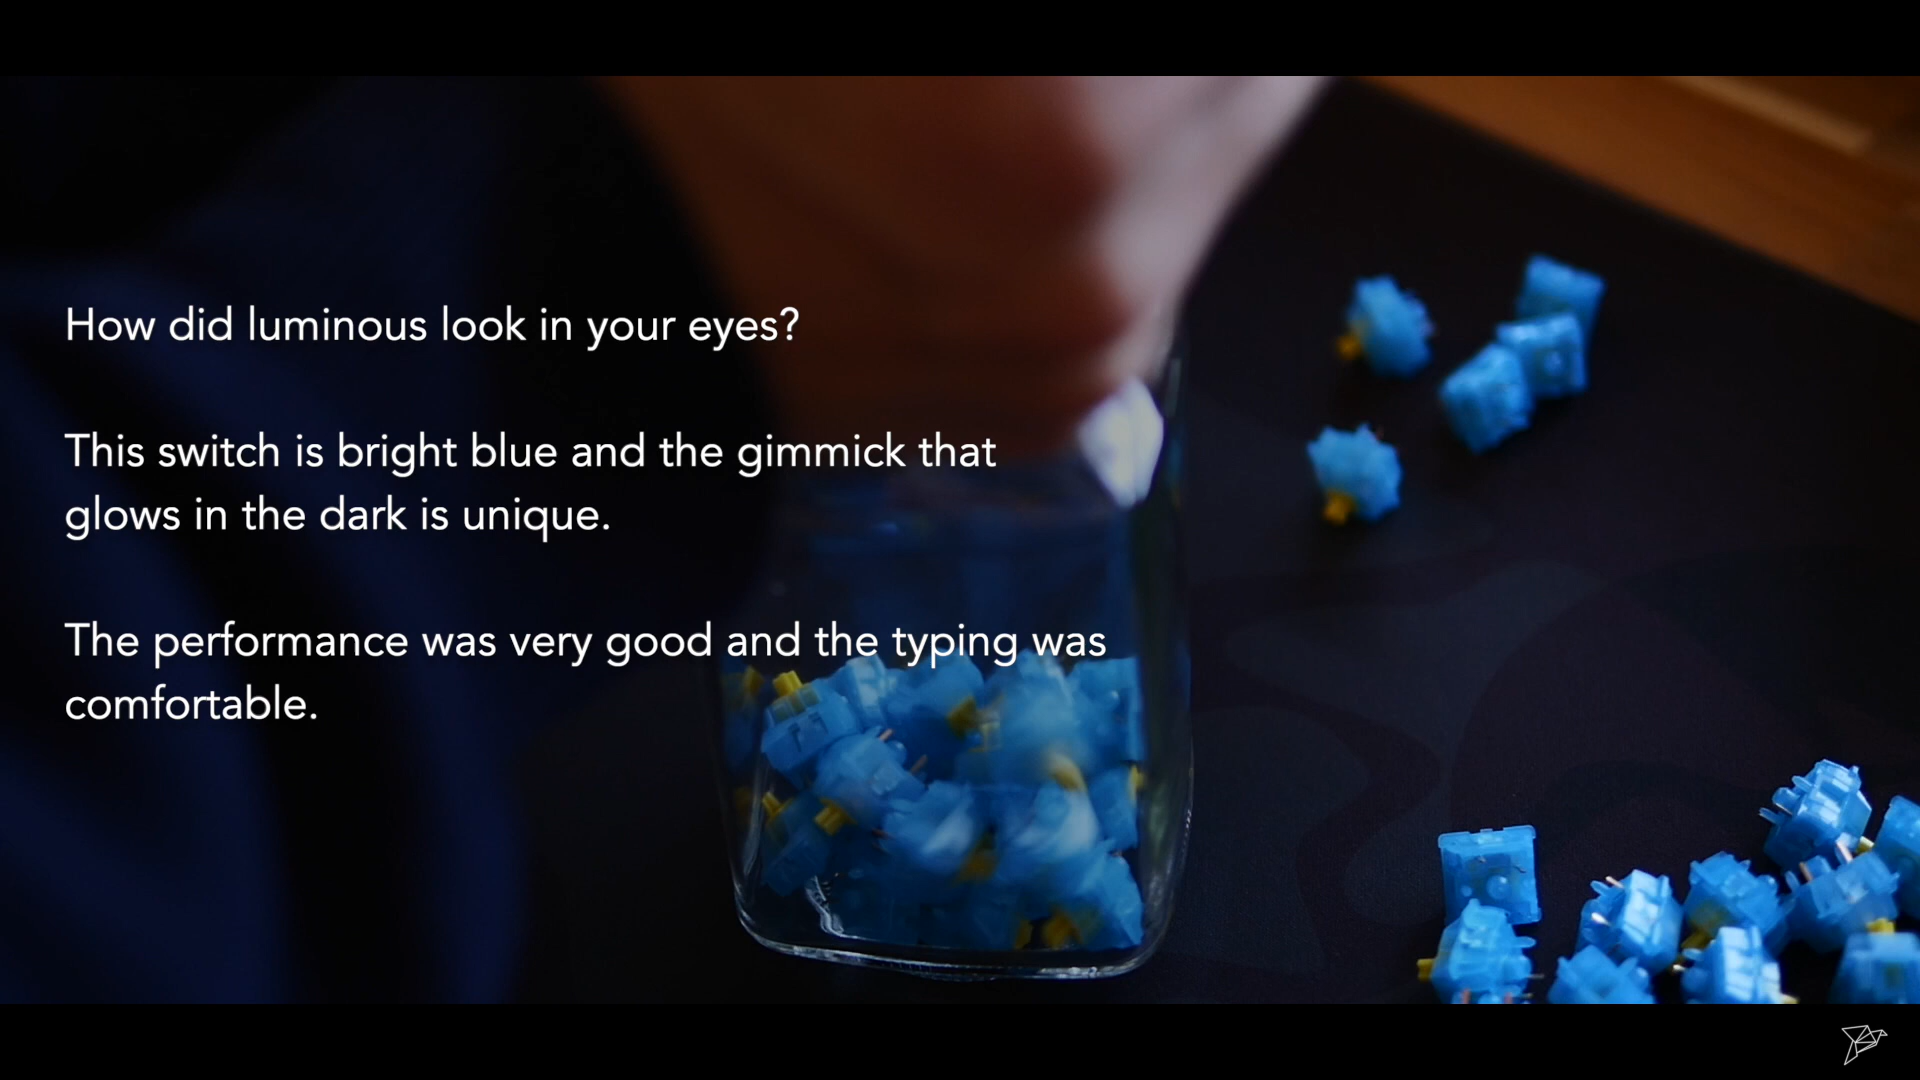 How did luminous look in your eyes?
This switch is bright blue and the gimmick that
glows in the dark is unique.
The performance was very good and the typing was
comfortable.